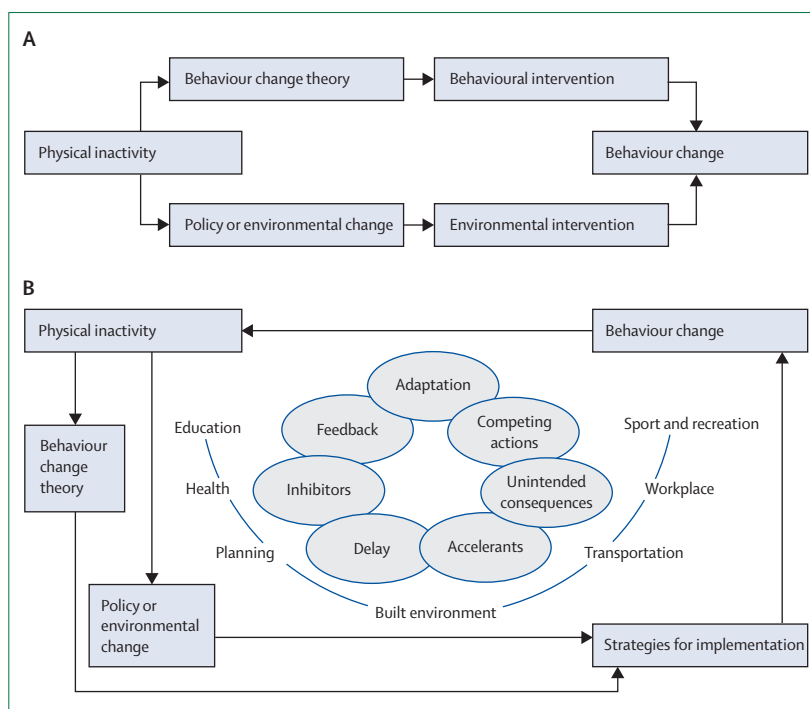 A
Behaviour change theory
Behavioural intervention
Physical inactivity
Behaviour change
Policy or environmental change
Environmental intervention
B
Physical inactivity
Behaviour change
Adaptation
Education
Feedback
Competing
actions
Sport and recreation
Behaviour
change
theory
Health
Inhibitors
Unintended
consequences
Workplace
Planning
Delay
Accelerants
Transportation
Policy or
environmental
change
Built environment
Strategies for implementation